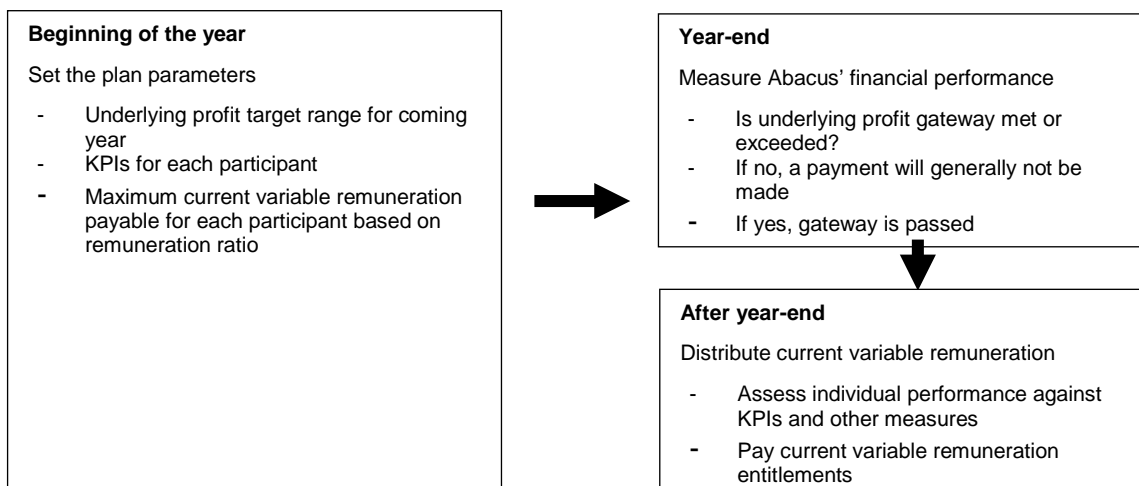 Beginning of the year
Set the plan parameters
- Underlying profit target range for coming
year
- KPIs for each participant
- Maximum current variable remuneration
payable for each participant based on
remuneration ratio
Year-end
Measure Abacus' financial performance
- Is underlying profit gateway met or
exceeded?
- If no, a payment will generally not be
made
- If yes, gateway is passed
After year-end
Distribute current variable remuneration
- Assess individual performance against
KPIs and other measures
- Pay current variable remuneration
entitlements